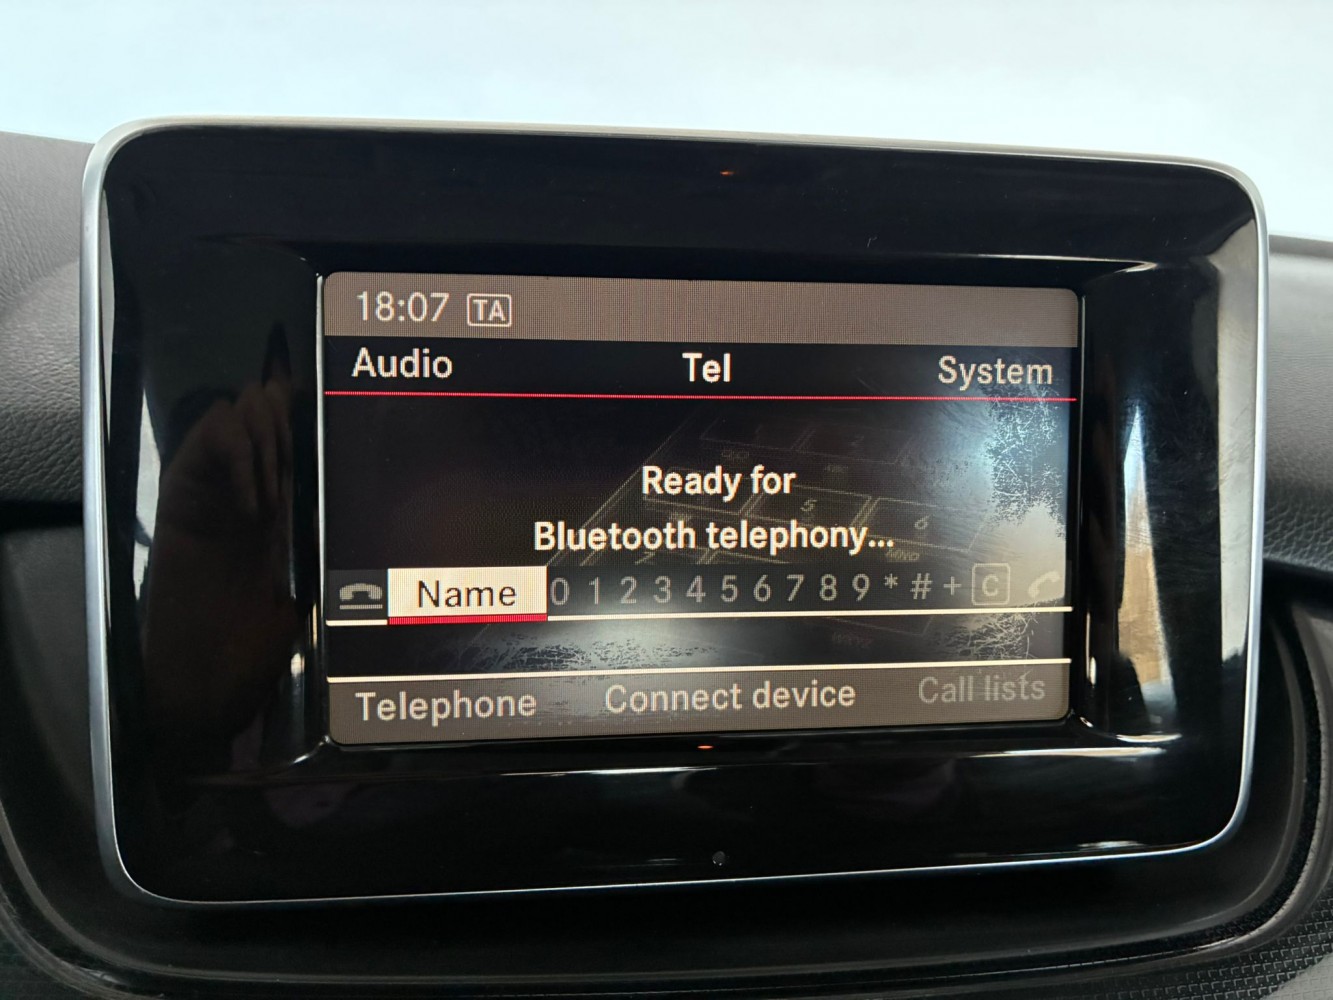 18:07 TA
Audio Tel System
Ready for
Bluetooth telephony...
Name 0 1 2 3 4 5 6 7 8 9 * # + C
Telephone Connect device Call lists